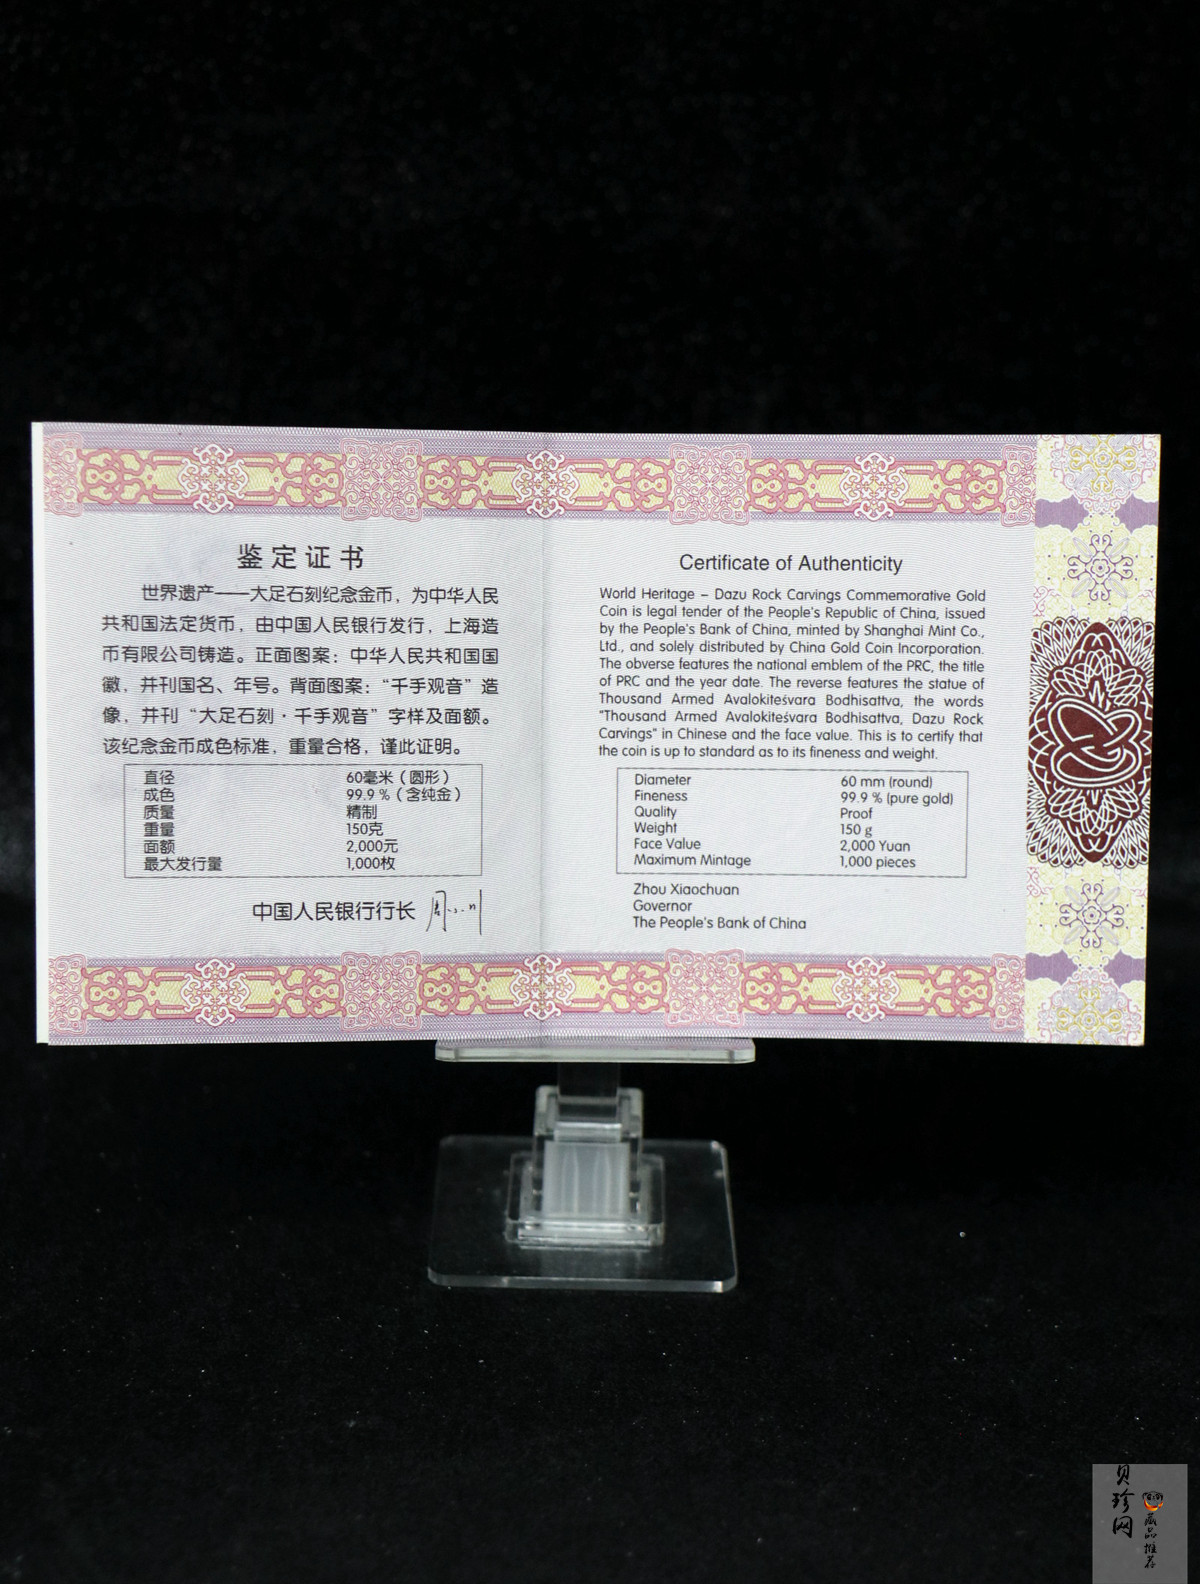 鉴定证书
世界遗产——大足石刻纪念金币，为中华人民
共和国法定货币，由中国人民银行发行，上海造
币有限公司铸造。正面图案：中华人民共和国国
徽，并刊国名、年号。背面图案：“千手观音”造
像，并刊“大足石刻·千手观音”字样及面额。
该纪念金币成色标准，重量合格，谨此证明。
直径 60毫米（圆形）
成色 99.9 %（含纯金）
质量 精制
重量 150克
面额 2,000元
最大发行量 1,000枚
中国人民银行行长 周小川
Certificate of Authenticity
World Heritage – Dazu Rock Carvings Commemorative Gold
Coin is legal tender of the People's Republic of China, issued
by the People's Bank of China, minted by Shanghai Mint Co.,
Ltd., and solely distributed by China Gold Coin Incorporation.
The obverse features the national emblem of the PRC, the title
of PRC and the year date. The reverse features the statue of
Thousand Armed Avalokiteśvara Bodhisattva, the words
"Thousand Armed Avalokiteśvara Bodhisattva, Dazu Rock
Carvings" in Chinese and the face value. This is to certify that
the coin is up to standard as to its fineness and weight.
Diameter 60 mm (round)
Fineness 99.9 % (pure gold)
Quality Proof
Weight 150 g
Face Value 2,000 Yuan
Maximum Mintage 1,000 pieces
Zhou Xiaochuan
Governor
The People's Bank of China
贝珍网
藏品推荐